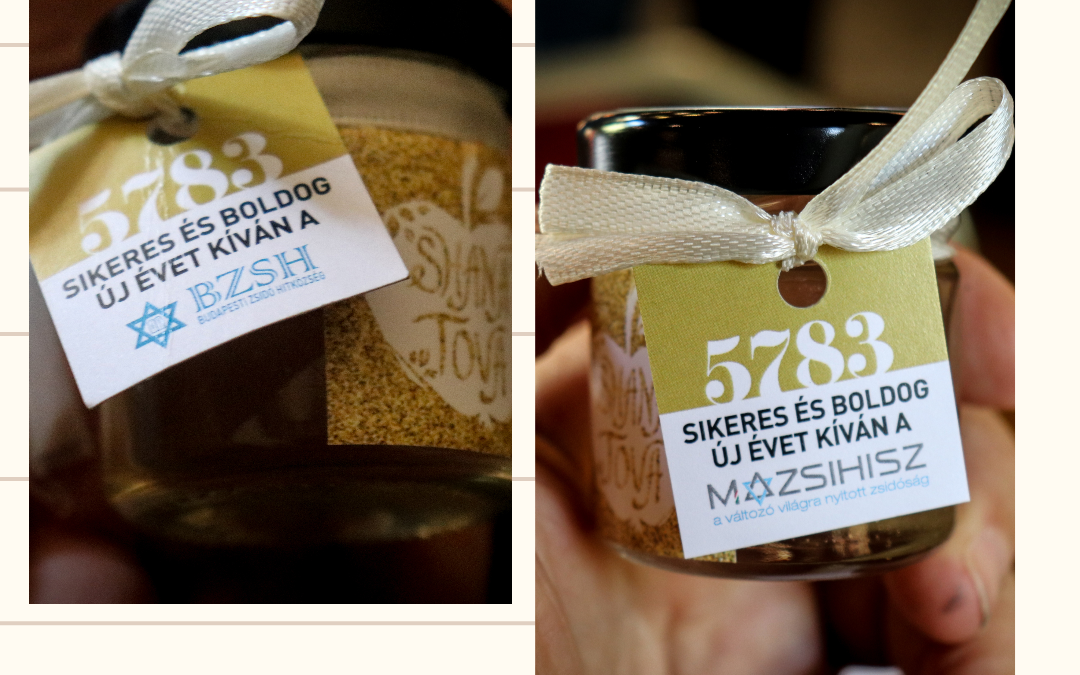 5783
SIKERES ÉS BOLDOG
ÚJ ÉVET KÍVÁN A
BZSH
BUDAPESTI ZSIDÓ HITKÖZSÉG
TOVA
5783
SIKERES ÉS BOLDOG
ÚJ ÉVET KÍVÁN A
MAZSIHISZ
a változó világra nyitott zsidóság
TOVA